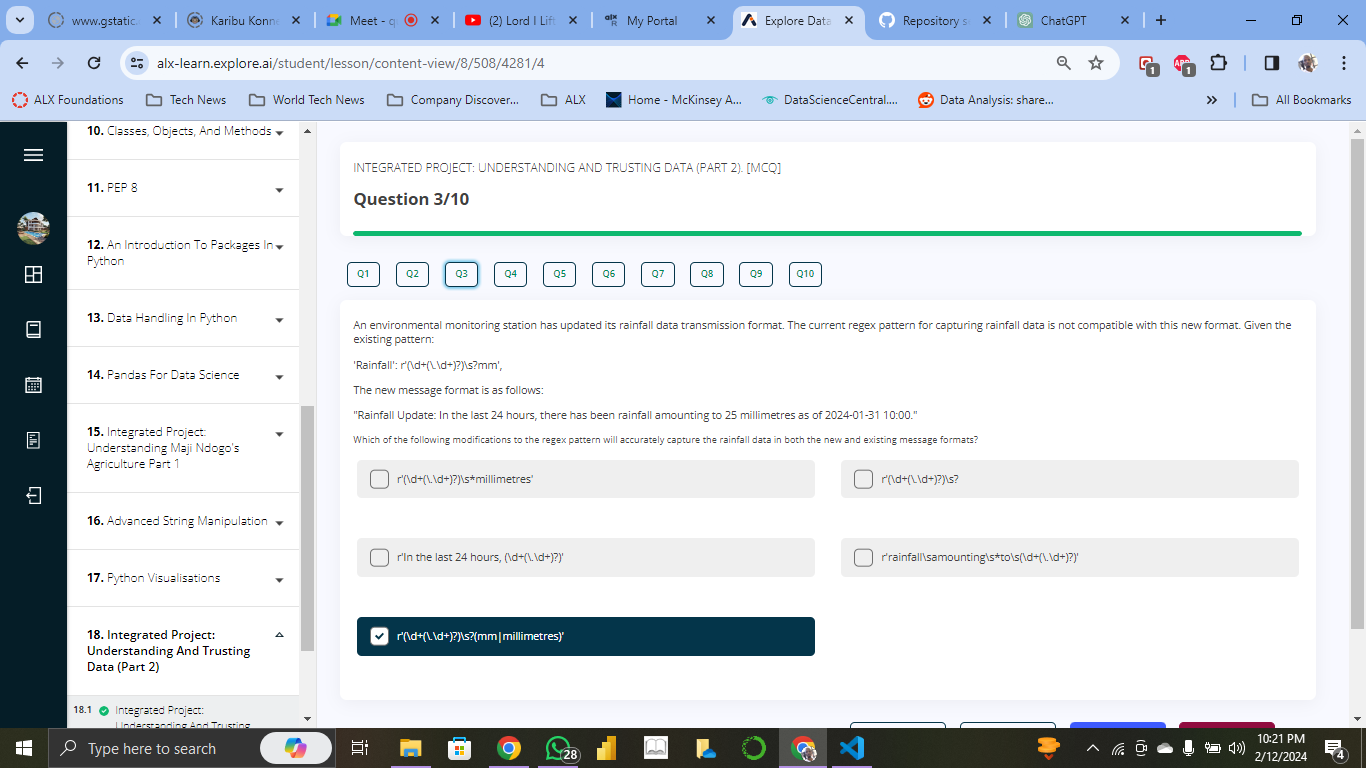 www.gstatic.
Karibu Konn
Meet - q
(2) Lord I Lift
My Portal
Explore Data
Repository s
ChatGPT
alx-learn.explore.ai/student/lesson/content-view/8/508/4281/4
1
1
ALX Foundations
Tech News
World Tech News
Company Discover...
ALX
Home - McKinsey A...
DataScienceCentral....
Data Analysis: share...
»
All Bookmarks
10. Classes, Objects, And Methods
11. PEP 8
12. An Introduction To Packages In
Python
13. Data Handling In Python
14. Pandas For Data Science
15. Integrated Project:
Understanding Maji Ndogo's
Agriculture Part 1
16. Advanced String Manipulation
17. Python Visualisations
18. Integrated Project:
Understanding And Trusting
Data (Part 2)
18.1 Integrated Project:
Understanding And Trusting
INTEGRATED PROJECT: UNDERSTANDING AND TRUSTING DATA (PART 2). [MCQ]
Question 3/10
Q1 Q2 Q3 Q4 Q5 Q6 Q7 Q8 Q9 Q10
An environmental monitoring station has updated its rainfall data transmission format. The current regex pattern for capturing rainfall data is not compatible with this new format. Given the
existing pattern:
'Rainfall': r'(\d+(\.\d+)?)\s?mm',
The new message format is as follows:
"Rainfall Update: In the last 24 hours, there has been rainfall amounting to 25 millimetres as of 2024-01-31 10:00."
Which of the following modifications to the regex pattern will accurately capture the rainfall data in both the new and existing message formats?
r'(\d+(\.\d+)?)\s*millimetres'
r'(\d+(\.\d+)?)\s?
r'In the last 24 hours, (\d+(\.\d+)?)'
r'rainfall\samounting\s*to\s(\d+(\.\d+)?)'
r'(\d+(\.\d+)?)\s?(mm|millimetres)'
Type here to search
28
10:21 PM
2/12/2024
4